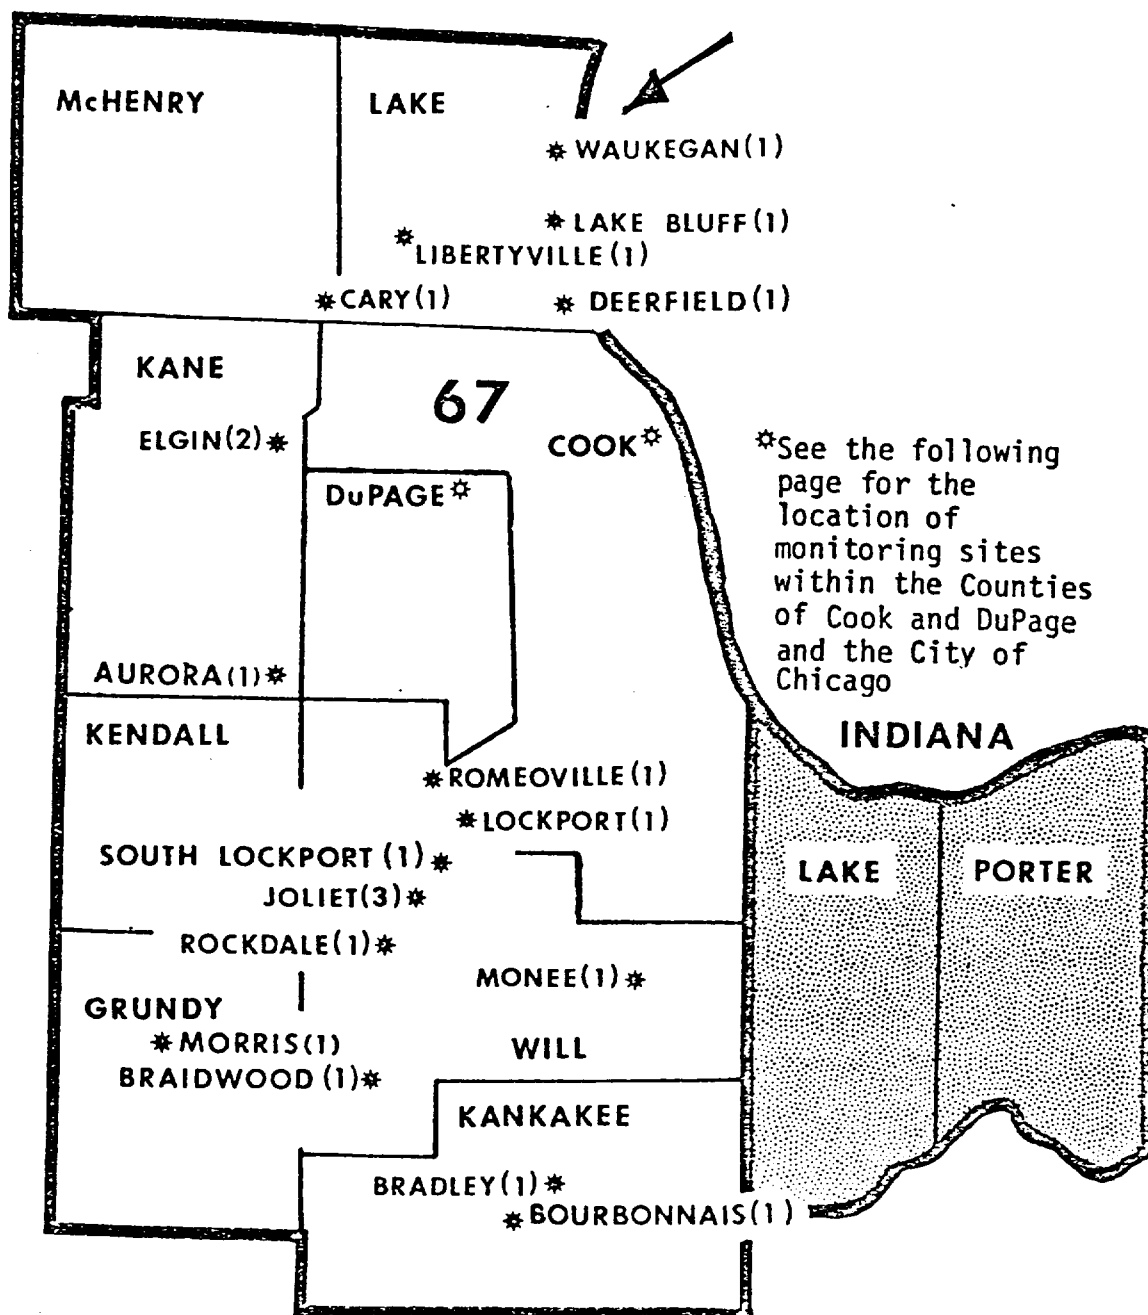 McHENRY
LAKE
WAUKEGAN(1)
LAKE BLUFF(1)
LIBERTYVILLE(1)
CARY(1)
DEERFIELD(1)
KANE
67
ELGIN(2)
COOK
DuPAGE
See the following
page for the
location of
monitoring sites
within the Counties
of Cook and DuPage
and the City of
Chicago
AURORA(1)
KENDALL
INDIANA
ROMEOVILLE(1)
LOCKPORT(1)
SOUTH LOCKPORT(1)
LAKE
PORTER
JOLIET(3)
ROCKDALE(1)
MONEE(1)
GRUNDY
MORRIS(1)
WILL
BRAIDWOOD(1)
KANKAKEE
BRADLEY(1)
BOURBONNAIS(1)